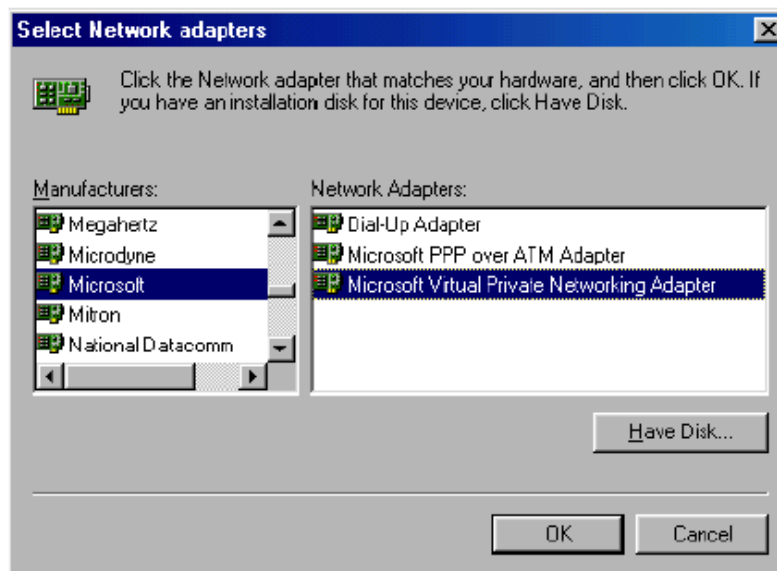 Select Network adapters
Click the Network adapter that matches your hardware, and then click OK. If
you have an installation disk for this device, click Have Disk.
Manufacturers:
Megahertz
Microdyne
Microsoft
Mitron
National Datacomm
Network Adapters:
Dial-Up Adapter
Microsoft PPP over ATM Adapter
Microsoft Virtual Private Networking Adapter
Have Disk...
OK
Cancel